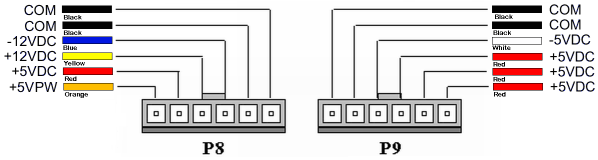 COM
Black
COM
Black
-12VDC
Blue
+12VDC
Yellow
+5VDC
Red
+5VPW
Orange
P8
COM
Black
COM
Black
-5VDC
White
+5VDC
Red
+5VDC
Red
+5VDC
Red
P9